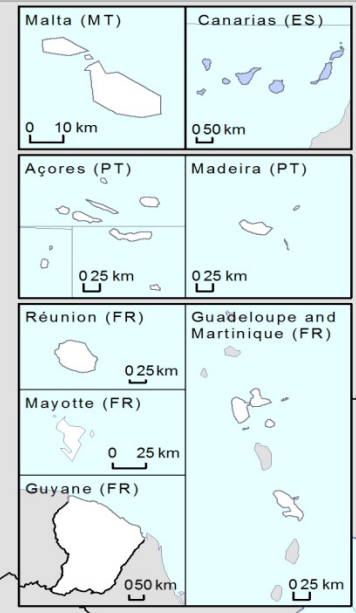 Malta (MT)
0 10 km
Canarias (ES)
0 50 km
Açores (PT)
0 25 km
Madeira (PT)
0 25 km
Réunion (FR)
0 25 km
Mayotte (FR)
0 25 km
Guyane (FR)
0 50 km
Guadeloupe and
Martinique (FR)
0 25 km